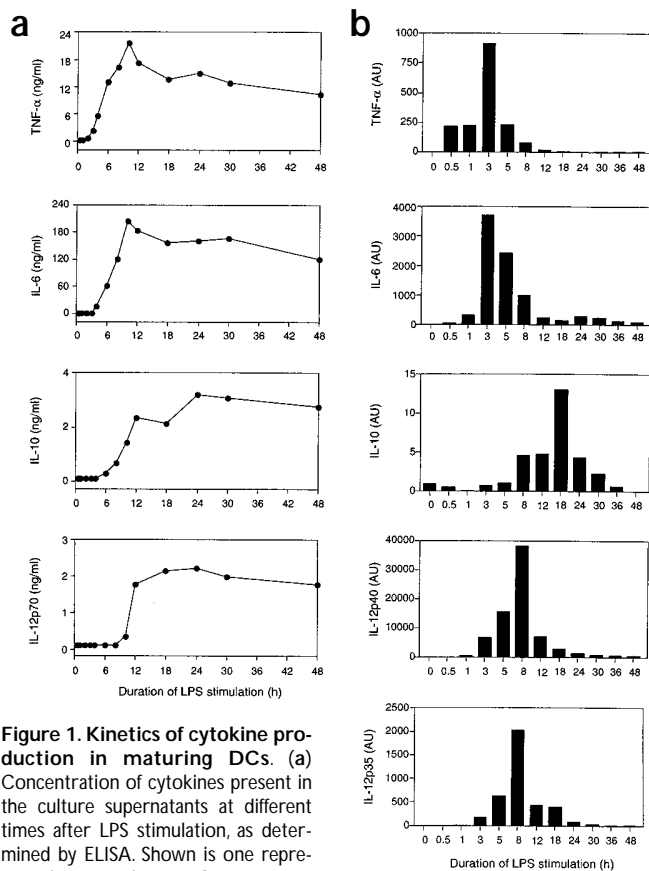 a
24
18
12
6
0
TNF-α (ng/ml)
0 6 12 18 24 30 36 42 48
240
180
120
60
0
IL-6 (ng/ml)
0 6 12 18 24 30 36 42 48
4
2
0
IL-10 (ng/ml)
0 6 12 18 24 30 36 42 48
3
2
1
0
IL-12p70 (ng/ml)
0 6 12 18 24 30 36 42 48
Duration of LPS stimulation (h)
Figure 1. Kinetics of cytokine pro-
duction in maturing DCs. (a)
Concentration of cytokines present in
the culture supernatants at different
times after LPS stimulation, as deter-
mined by ELISA. Shown is one repre-
b
1000
750
500
250
0
TNF-α (AU)
0 0.5 1 3 5 8 12 18 24 30 36 48
4000
3000
2000
1000
0
IL-6 (AU)
0 0.5 1 3 5 8 12 18 24 30 36 48
15
10
5
0
IL-10 (AU)
0 0.5 1 3 5 8 12 18 24 30 36 48
40000
30000
20000
10000
0
IL-12p40 (AU)
0 0.5 1 3 5 8 12 18 24 30 36 48
2500
2000
1500
1000
500
0
IL-12p35 (AU)
0 0.5 1 3 5 8 12 18 24 30 36 48
Duration of LPS stimulation (h)